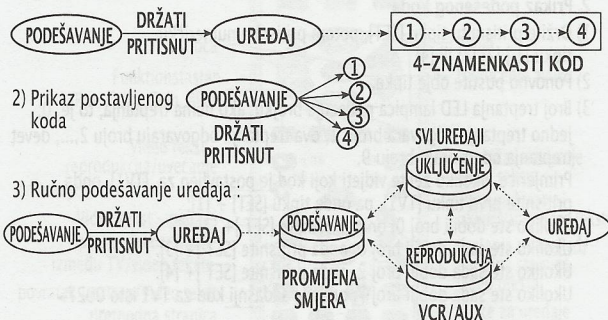 PODEŠAVANJE DRŽATI PRITISNUT UREĐAJ 1 2 3 4
4-ZNAMENKASTI KOD
2) Prikaz postavljenog koda
PODEŠAVANJE DRŽATI PRITISNUT
1
2
3
4
3) Ručno podešavanje uređaja :
PODEŠAVANJE DRŽATI PRITISNUT UREĐAJ
PODEŠAVANJE
PROMIJENA SMJERA
SVI UREĐAJI
UKLJUČENJE
REPRODUKCIJA
VCR/AUX
UREĐAJ